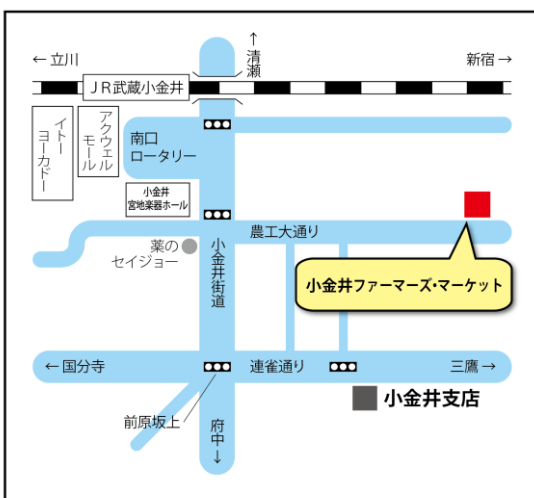 ← 立川
↑
清瀬
新宿 →
JR武蔵小金井
イトー
ヨーカドー
アクウェル
モール
南口
ロータリー
小金井
宮地楽器ホール
農工大通り
薬の
セイジョー
小金井街道
小金井ファーマーズ・マーケット
← 国分寺
連雀通り
三鷹 →
小金井支店
前原坂上
府中
↓